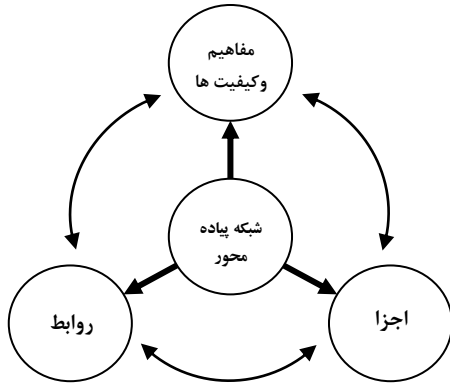 مفاهیم
وکیفیت ها
شبکه پیاده
محور
روابط
اجزا